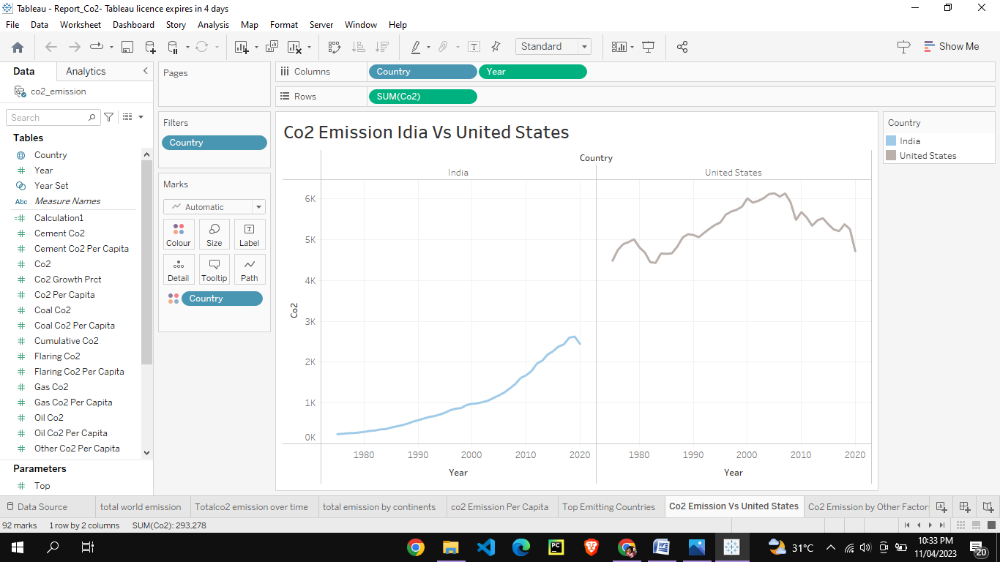 Tableau - Report_Co2- Tableau licence expires in 4 days
File Data Worksheet Dashboard Story Analysis Map Format Server Window Help
Standard
Show Me
Data Analytics
co2_emission
Search
Tables
Country
Year
Year Set
Abc Measure Names
Calculation1
Cement Co2
Cement Co2 Per Capita
Co2
Co2 Growth Prct
Co2 Per Capita
Coal Co2
Coal Co2 Per Capita
Cumulative Co2
Flaring Co2
Flaring Co2 Per Capita
Gas Co2
Gas Co2 Per Capita
Oil Co2
Oil Co2 Per Capita
Other Co2 Per Capita
Parameters
Top
Pages
Filters
Country
Marks
Automatic
Colour Size Label
Detail Tooltip Path
Country
Columns Country Year
Rows SUM(Co2)
Co2 Emission Idia Vs United States
Country
India United States
6K
5K
4K
3K
2K
1K
0K
Co2
1980 1990 2000 2010 2020 1980 1990 2000 2010 2020
Year Year
Country
India
United States
Data Source total world emission Totalco2 emission over time total emission by continents co2 Emission Per Capita Top Emitting Countries Co2 Emission Vs United States Co2 Emission by Other Factor
92 marks 1 row by 2 columns SUM(Co2): 293,278
PC
31°C
10:33 PM
11/04/2023
20